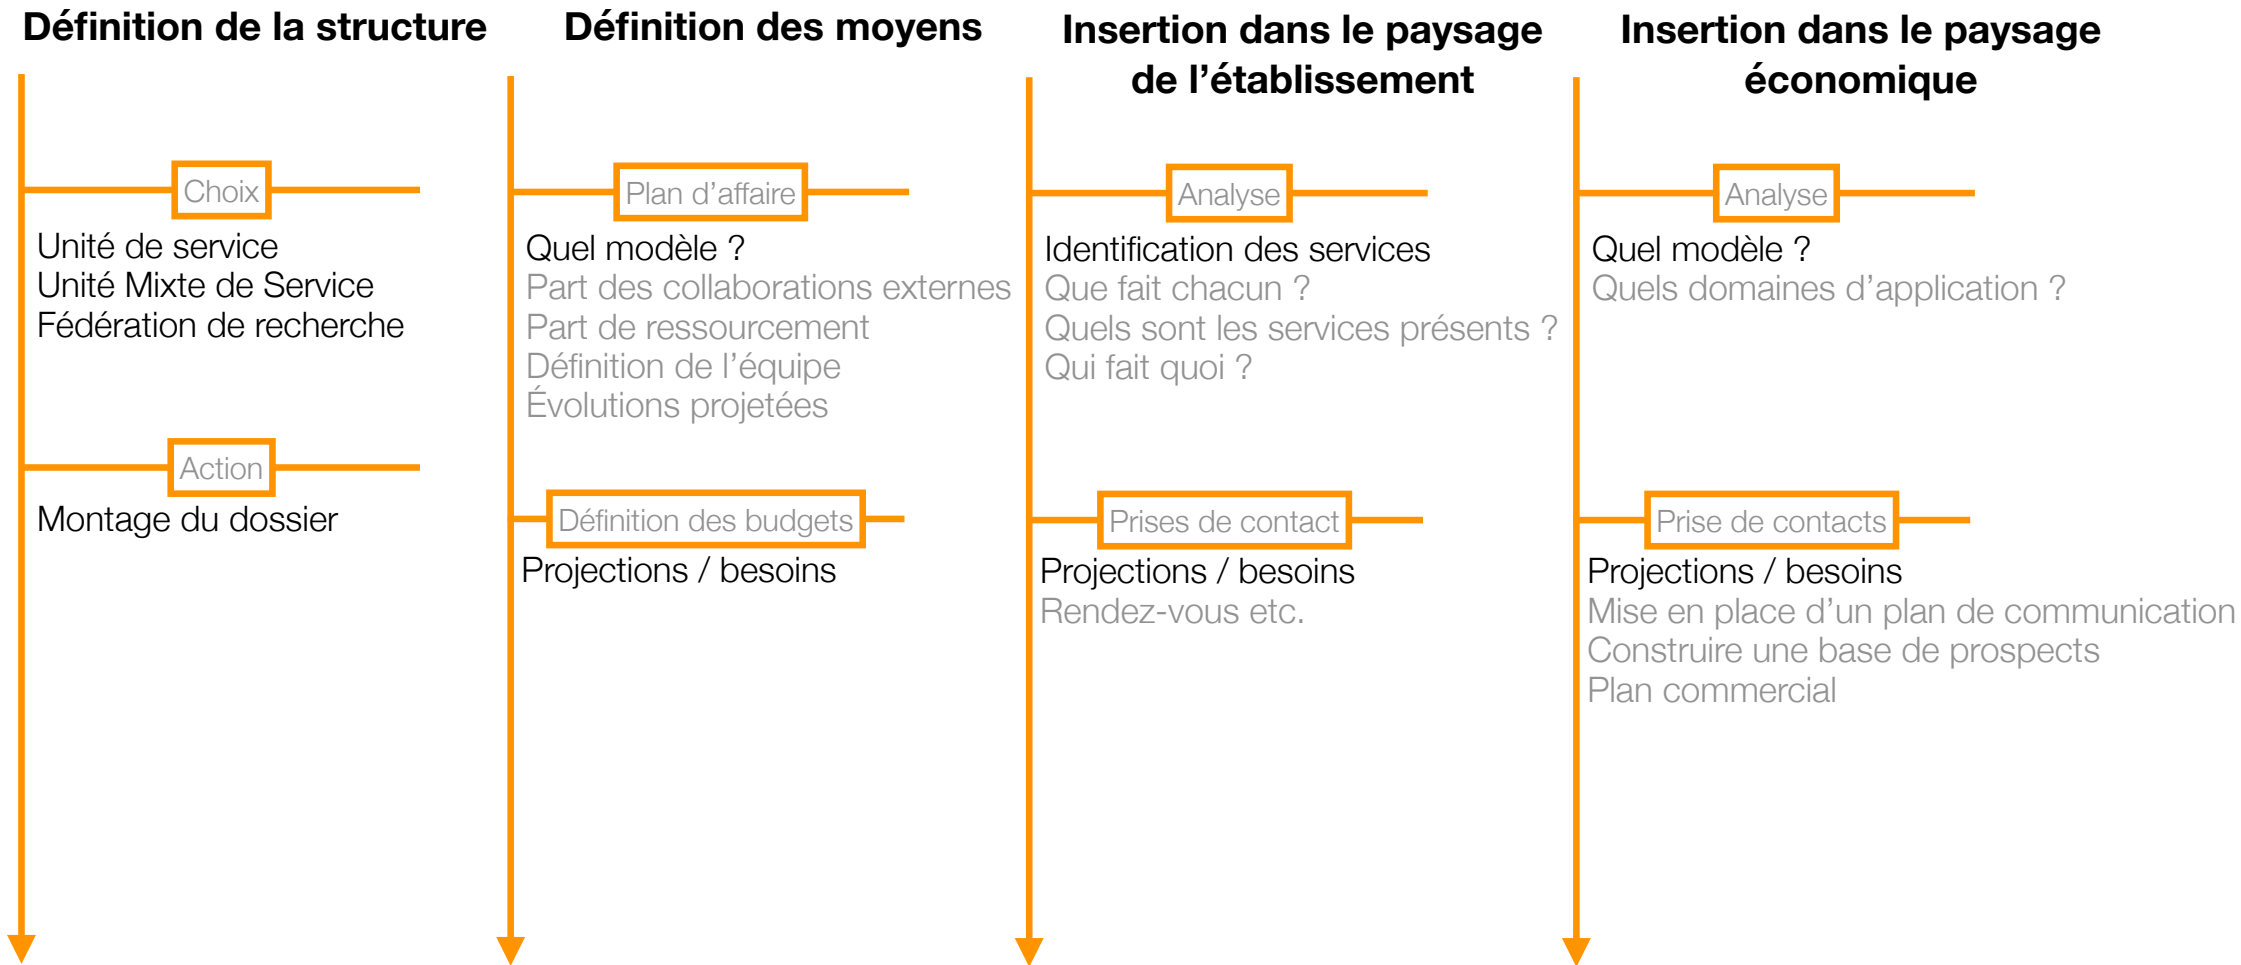 Définition de la structure
Choix
Unité de service
Unité Mixte de Service
Fédération de recherche
Action
Montage du dossier
Définition des moyens
Plan d'affaire
Quel modèle ?
Part des collaborations externes
Part de ressourcement
Définition de l'équipe
Évolutions projetées
Définition des budgets
Projections / besoins
Insertion dans le paysage
de l'établissement
Analyse
Identification des services
Que fait chacun ?
Quels sont les services présents ?
Qui fait quoi ?
Prises de contact
Projections / besoins
Rendez-vous etc.
Insertion dans le paysage
économique
Analyse
Quel modèle ?
Quels domaines d'application ?
Prise de contacts
Projections / besoins
Mise en place d'un plan de communication
Construire une base de prospects
Plan commercial